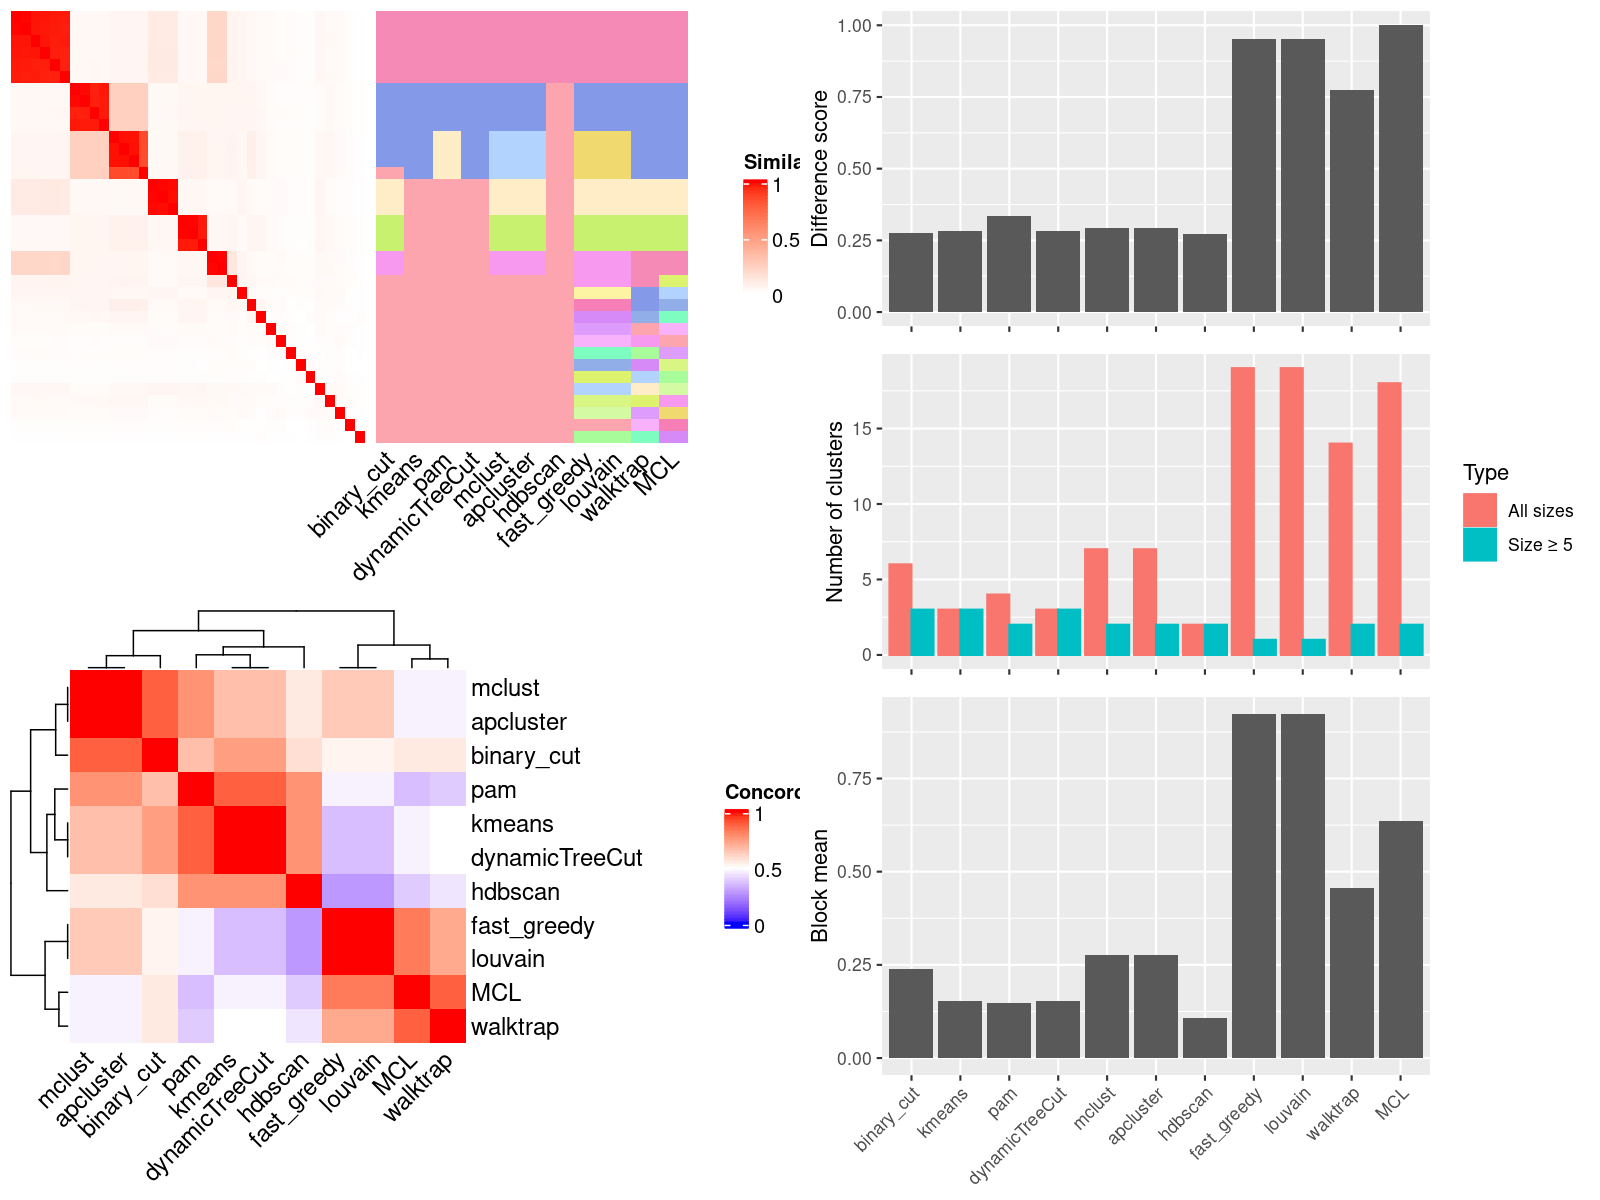 Simila
1
0.5
0
binary_cut
kmeans
pam
dynamicTreeCut
mclust
apcluster
hdbscan
fast_greedy
louvain
walktrap
MCL
mclust
apcluster
binary_cut
pam
kmeans
dynamicTreeCut
hdbscan
fast_greedy
louvain
MCL
walktrap
Concord
1
0.5
0
mclust
apcluster
binary_cut
pam
kmeans
dynamicTreeCut
hdbscan
fast_greedy
louvain
MCL
walktrap
Difference score
1.00
0.75
0.50
0.25
0.00
Number of clusters
15
10
5
0
Type
All sizes
Size ≥ 5
Block mean
0.75
0.50
0.25
0.00
binary_cut
kmeans
pam
dynamicTreeCut
mclust
apcluster
hdbscan
fast_greedy
louvain
walktrap
MCL